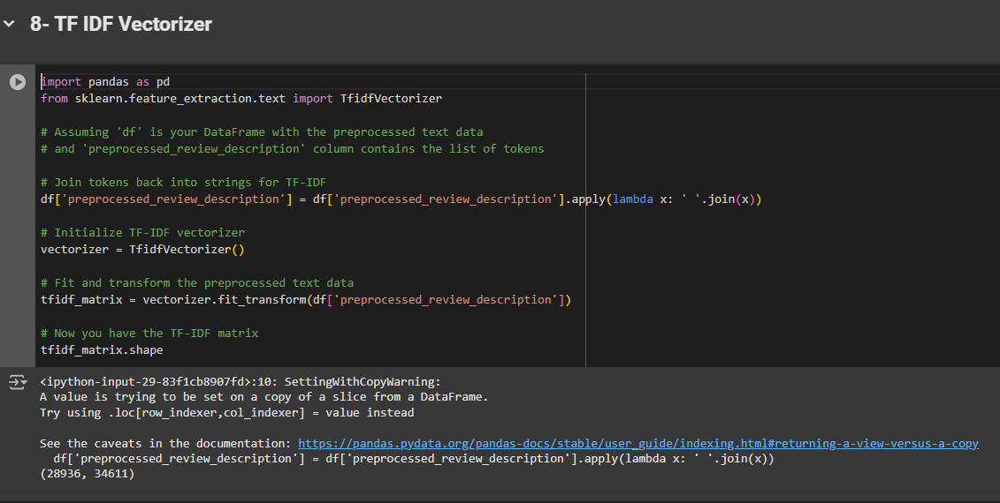 8- TF IDF Vectorizer
import pandas as pd
from sklearn.feature_extraction.text import TfidfVectorizer
# Assuming 'df' is your DataFrame with the preprocessed text data
# and 'preprocessed_review_description' column contains the list of tokens
# Join tokens back into strings for TF-IDF
df['preprocessed_review_description'] = df['preprocessed_review_description'].apply(lambda x: ' '.join(x))
# Initialize TF-IDF vectorizer
vectorizer = TfidfVectorizer()
# Fit and transform the preprocessed text data
tfidf_matrix = vectorizer.fit_transform(df['preprocessed_review_description'])
# Now you have the TF-IDF matrix
tfidf_matrix.shape
<ipython-input-29-83f1cb8907fd>:10: SettingWithCopyWarning:
A value is trying to be set on a copy of a slice from a DataFrame.
Try using .loc[row_indexer,col_indexer] = value instead
See the caveats in the documentation: https://pandas.pydata.org/pandas-docs/stable/user_guide/indexing.html#returning-a-view-versus-a-copy
df['preprocessed_review_description'] = df['preprocessed_review_description'].apply(lambda x: ' '.join(x))
(28936, 34611)